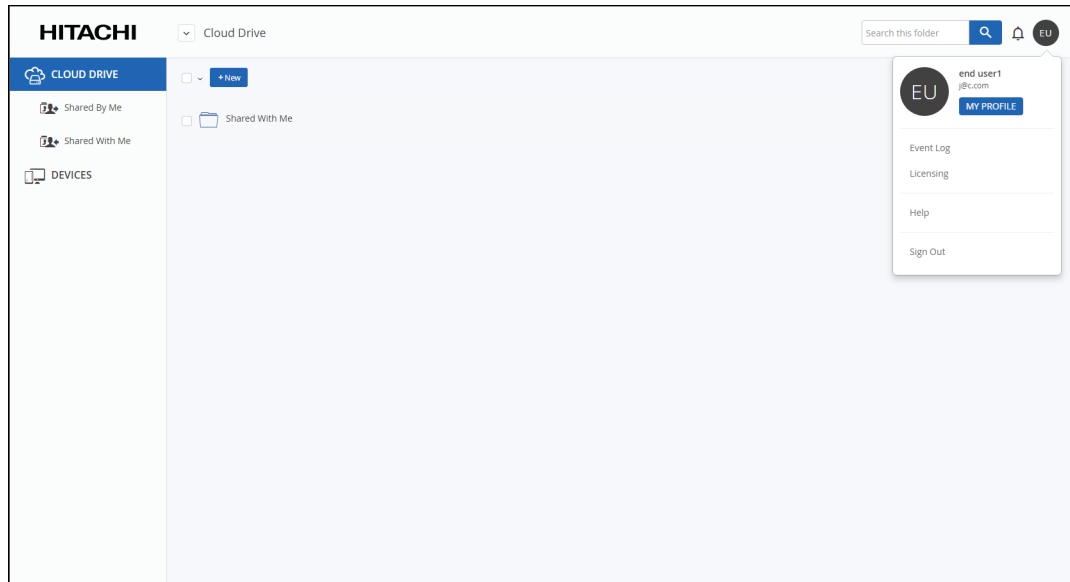 HITACHI
Cloud Drive
Search this folder
EU
CLOUD DRIVE
Shared By Me
Shared With Me
DEVICES
+ New
Shared With Me
EU
end user1
j@c.com
MY PROFILE
Event Log
Licensing
Help
Sign Out